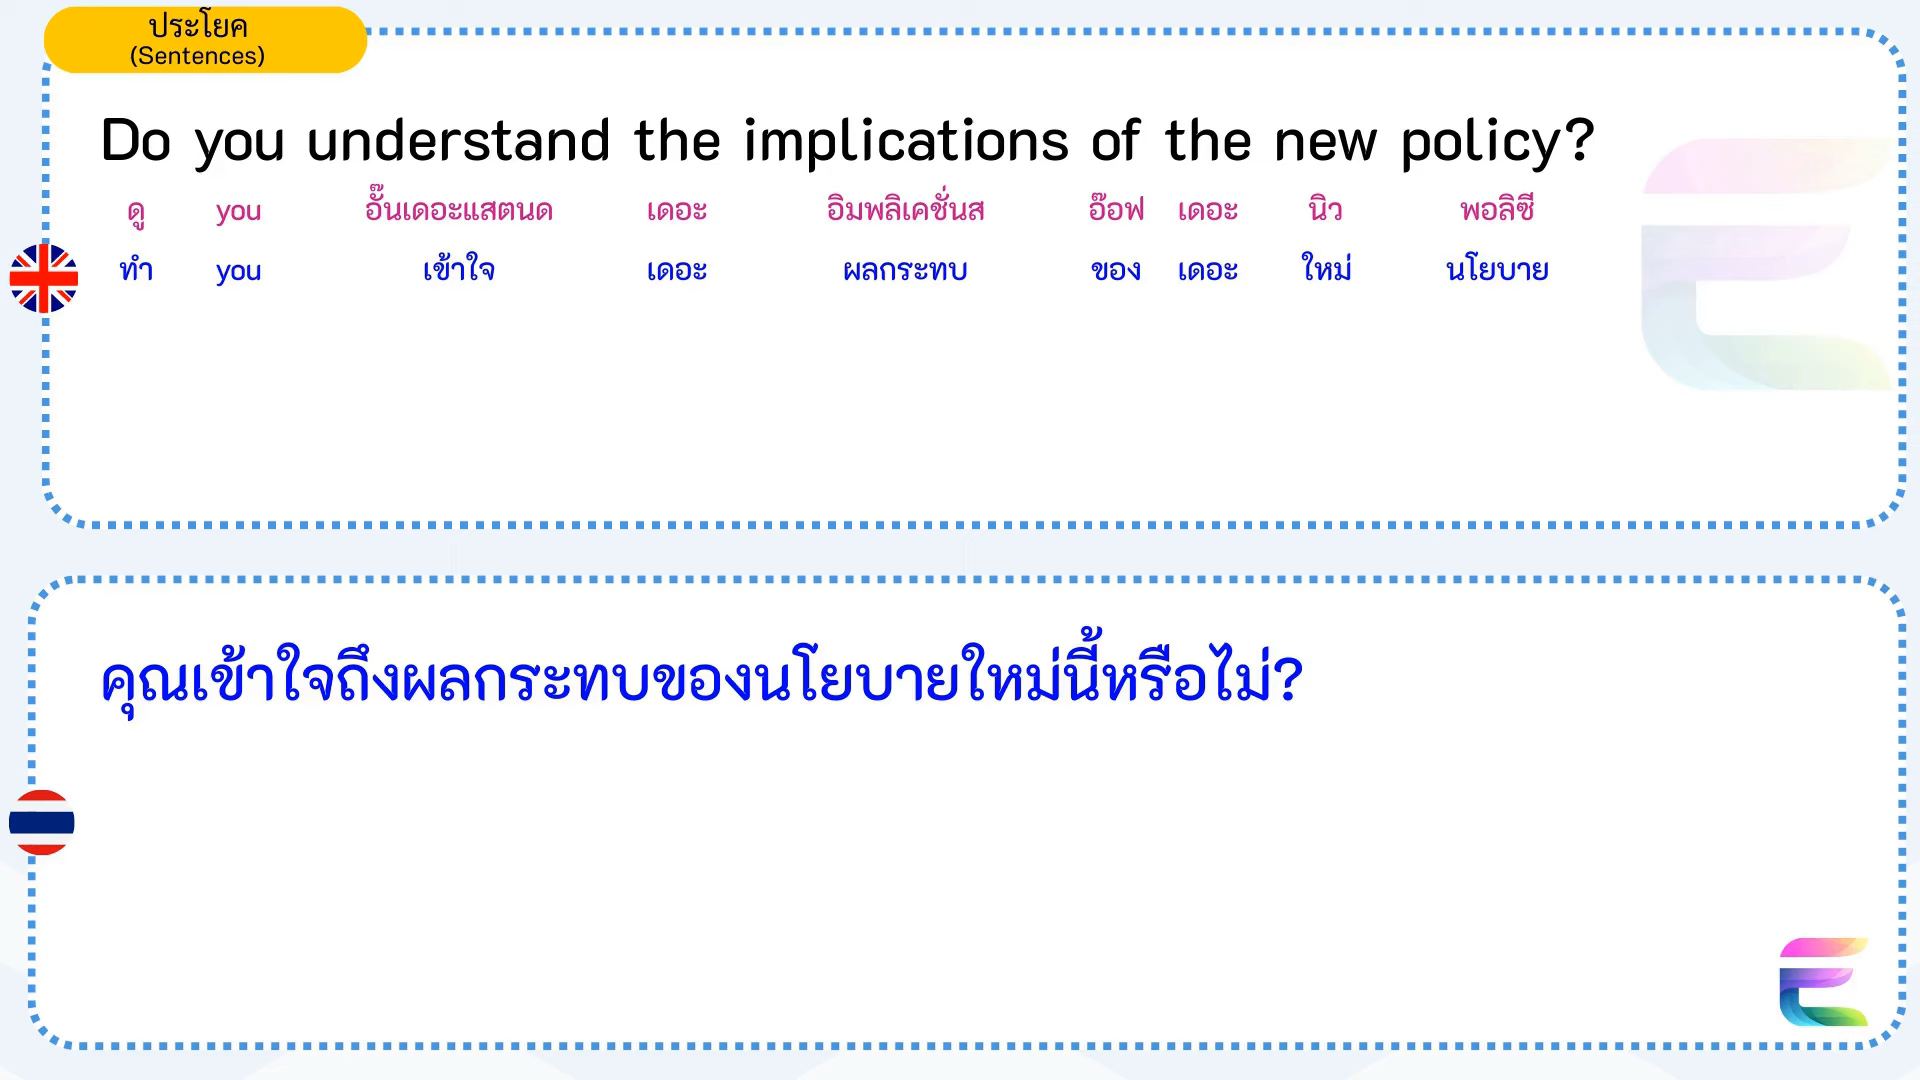 ประโยค
(Sentences)
Do you understand the implications of the new policy?
ดู you อั๊นเดอะแสตนด เดอะ อิมพลิเคชั่นส อ๊อฟ เดอะ นิว พอลิซี
ทำ you เข้าใจ เดอะ ผลกระทบ ของ เดอะ ใหม่ นโยบาย
คุณเข้าใจถึงผลกระทบของนโยบายใหม่นี้หรือไม่?